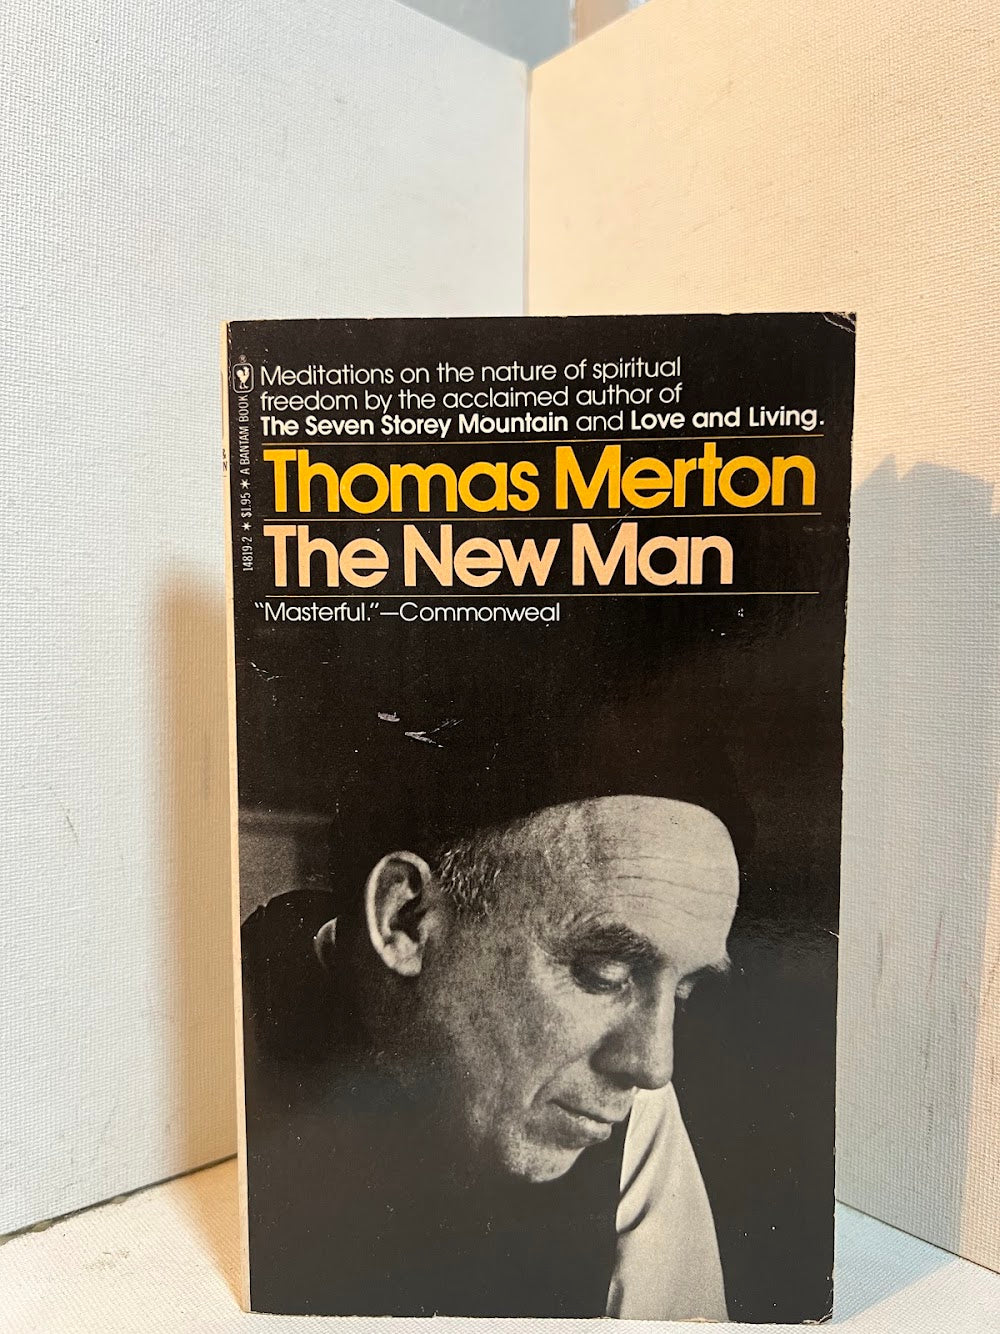 Meditations on the nature of spiritual
freedom by the acclaimed author of
The Seven Storey Mountain and Love and Living.
Thomas Merton
The New Man
“Masterful.”—Commonweal
14819-2 ★ $1.95 ★ A BANTAM BOOK